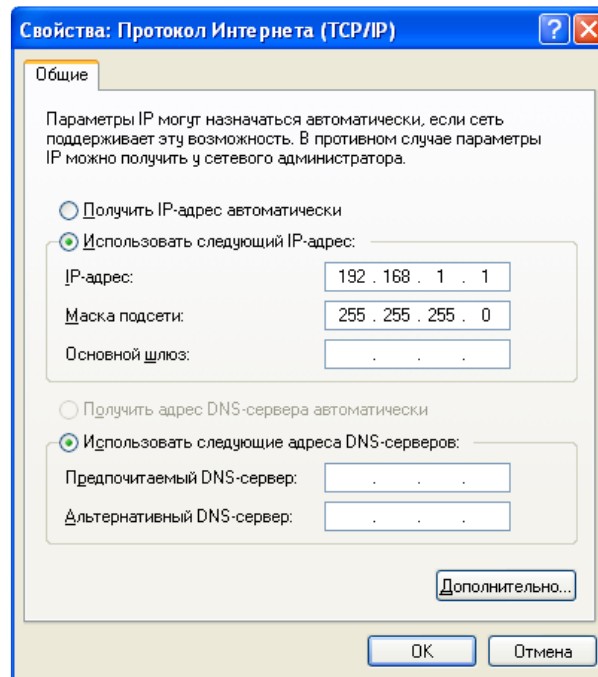 Свойства: Протокол Интернета (TCP/IP)
Общие
Параметры IP могут назначаться автоматически, если сеть
поддерживает эту возможность. В противном случае параметры
IP можно получить у сетевого администратора.
Получить IP-адрес автоматически
Использовать следующий IP-адрес:
IP-адрес: 192 . 168 . 1 . 1
Маска подсети: 255 . 255 . 255 . 0
Основной шлюз: . . .
Получить адрес DNS-сервера автоматически
Использовать следующие адреса DNS-серверов:
Предпочитаемый DNS-сервер: . . .
Альтернативный DNS-сервер: . . .
Дополнительно...
OK Отмена